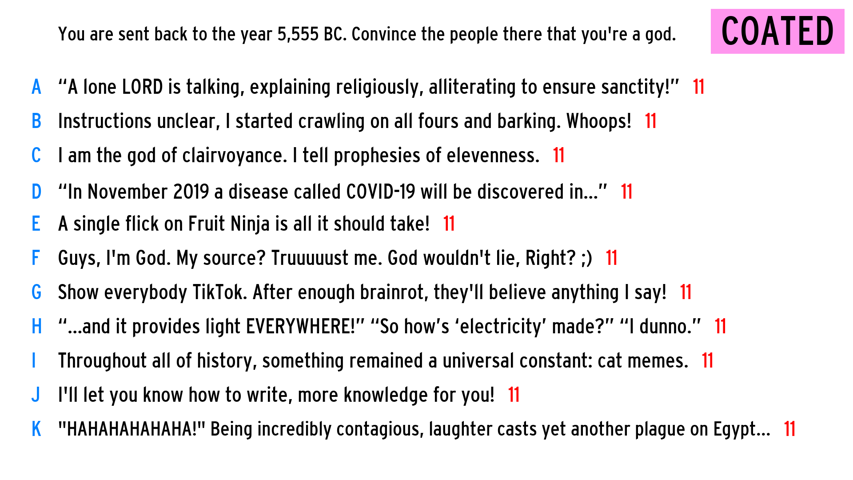 You are sent back to the year 5,555 BC. Convince the people there that you're a god. COATED
A “A lone LORD is talking, explaining religiously, alliterating to ensure sanctity!” 11
B Instructions unclear, I started crawling on all fours and barking. Whoops! 11
C I am the god of clairvoyance. I tell prophesies of elevenness. 11
D “In November 2019 a disease called COVID-19 will be discovered in...” 11
E A single flick on Fruit Ninja is all it should take! 11
F Guys, I'm God. My source? Truuuuust me. God wouldn't lie, Right? ;) 11
G Show everybody TikTok. After enough brainrot, they'll believe anything I say! 11
H “...and it provides light EVERYWHERE!” “So how’s ‘electricity’ made?” “I dunno.” 11
I Throughout all of history, something remained a universal constant: cat memes. 11
J I'll let you know how to write, more knowledge for you! 11
K "HAHAHAHAHAHA!" Being incredibly contagious, laughter casts yet another plague on Egypt... 11